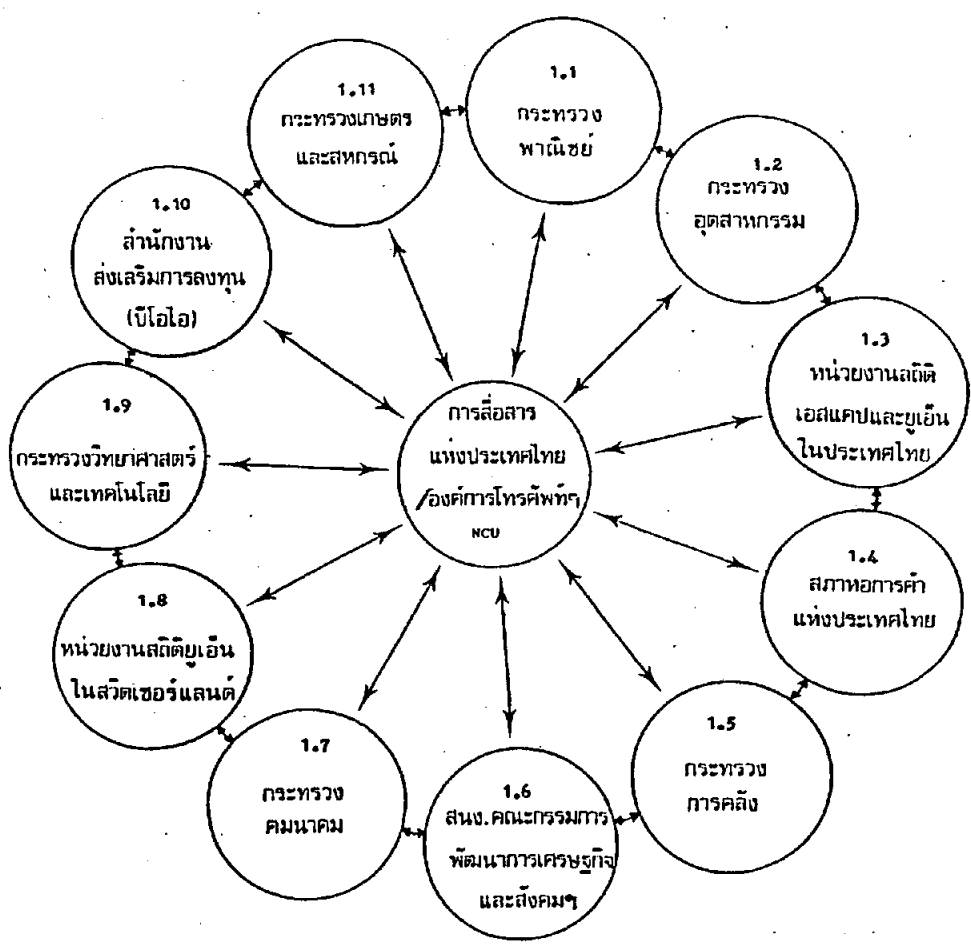 1.1
กระทรวง
พาณิชย์
1.2
กระทรวง
อุตสาหกรรม
1.3
หน่วยงานสถิติ
เอสแคปและยูเอ็น
ในประเทศไทย
1.4
สภาหอการค้า
แห่งประเทศไทย
1.5
กระทรวง
การคลัง
1.6
สนง.คณะกรรมการ
พัฒนาการเศรษฐกิจ
และสังคมฯ
1.7
กระทรวง
คมนาคม
1.8
หน่วยงานสถิติยูเอ็น
ในสวิตเซอร์แลนด์
1.9
กระทรวงวิทยาศาสตร์
และเทคโนโลยี
1.10
สำนักงาน
ส่งเสริมการลงทุน
(บีโอไอ)
1.11
กระทรวงเกษตร
และสหกรณ์
การสื่อสาร
แห่งประเทศไทย
/องค์การโทรศัพท์ฯ
NCU